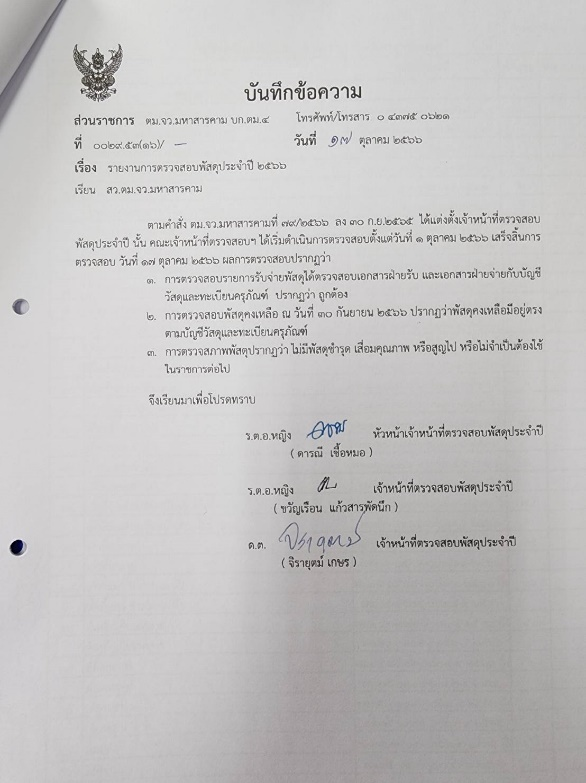 บันทึกข้อความ
ส่วนราชการ ตม.จว.มหาสารคาม บก.ตม.๔ โทรศัพท์/โทรสาร ๐ ๔๓๗๕ ๐๖๒๑
ที่ ๐๐๒๙.๕๓(๑๖)/ – วันที่ ๑๗ ตุลาคม ๒๕๖๖
เรื่อง รายงานการตรวจสอบพัสดุประจำปี ๒๕๖๖
เรียน สว.ตม.จว.มหาสารคาม
ตามคำสั่ง ตม.จว.มหาสารคามที่ ๗๙/๒๕๖๖ ลง ๓๐ ก.ย.๒๕๖๕ ได้แต่งตั้งเจ้าหน้าที่ตรวจสอบ
พัสดุประจำปี นั้น คณะเจ้าหน้าที่ตรวจสอบฯ ได้เริ่มดำเนินการตรวจสอบตั้งแต่วันที่ ๑ ตุลาคม ๒๕๖๖ เสร็จสิ้นการ
ตรวจสอบ วันที่ ๑๗ ตุลาคม ๒๕๖๖ ผลการตรวจสอบปรากฏว่า
๑. การตรวจสอบรายการรับจ่ายพัสดุได้ตรวจสอบเอกสารฝ่ายรับ และเอกสารฝ่ายจ่ายกับบัญชี
วัสดุและทะเบียนครุภัณฑ์ ปรากฏว่า ถูกต้อง
๒. การตรวจสอบพัสดุคงเหลือ ณ วันที่ ๓๐ กันยายน ๒๕๖๖ ปรากฏว่าพัสดุคงเหลือมีอยู่ตรง
ตามบัญชีวัสดุและทะเบียนครุภัณฑ์
๓. การตรวจสภาพพัสดุปรากฏว่า ไม่มีพัสดุชำรุด เสื่อมคุณภาพ หรือสูญไป หรือไม่จำเป็นต้องใช้
ในราชการต่อไป
จึงเรียนมาเพื่อโปรดทราบ
ร.ต.อ.หญิง หัวหน้าเจ้าหน้าที่ตรวจสอบพัสดุประจำปี
( ดารณี เชื้อหมอ )
ร.ต.อ.หญิง เจ้าหน้าที่ตรวจสอบพัสดุประจำปี
( ขวัญเรือน แก้วสารพัดนึก )
ด.ต. จิรายุตม์ เจ้าหน้าที่ตรวจสอบพัสดุประจำปี
( จิรายุตม์ เกษร )